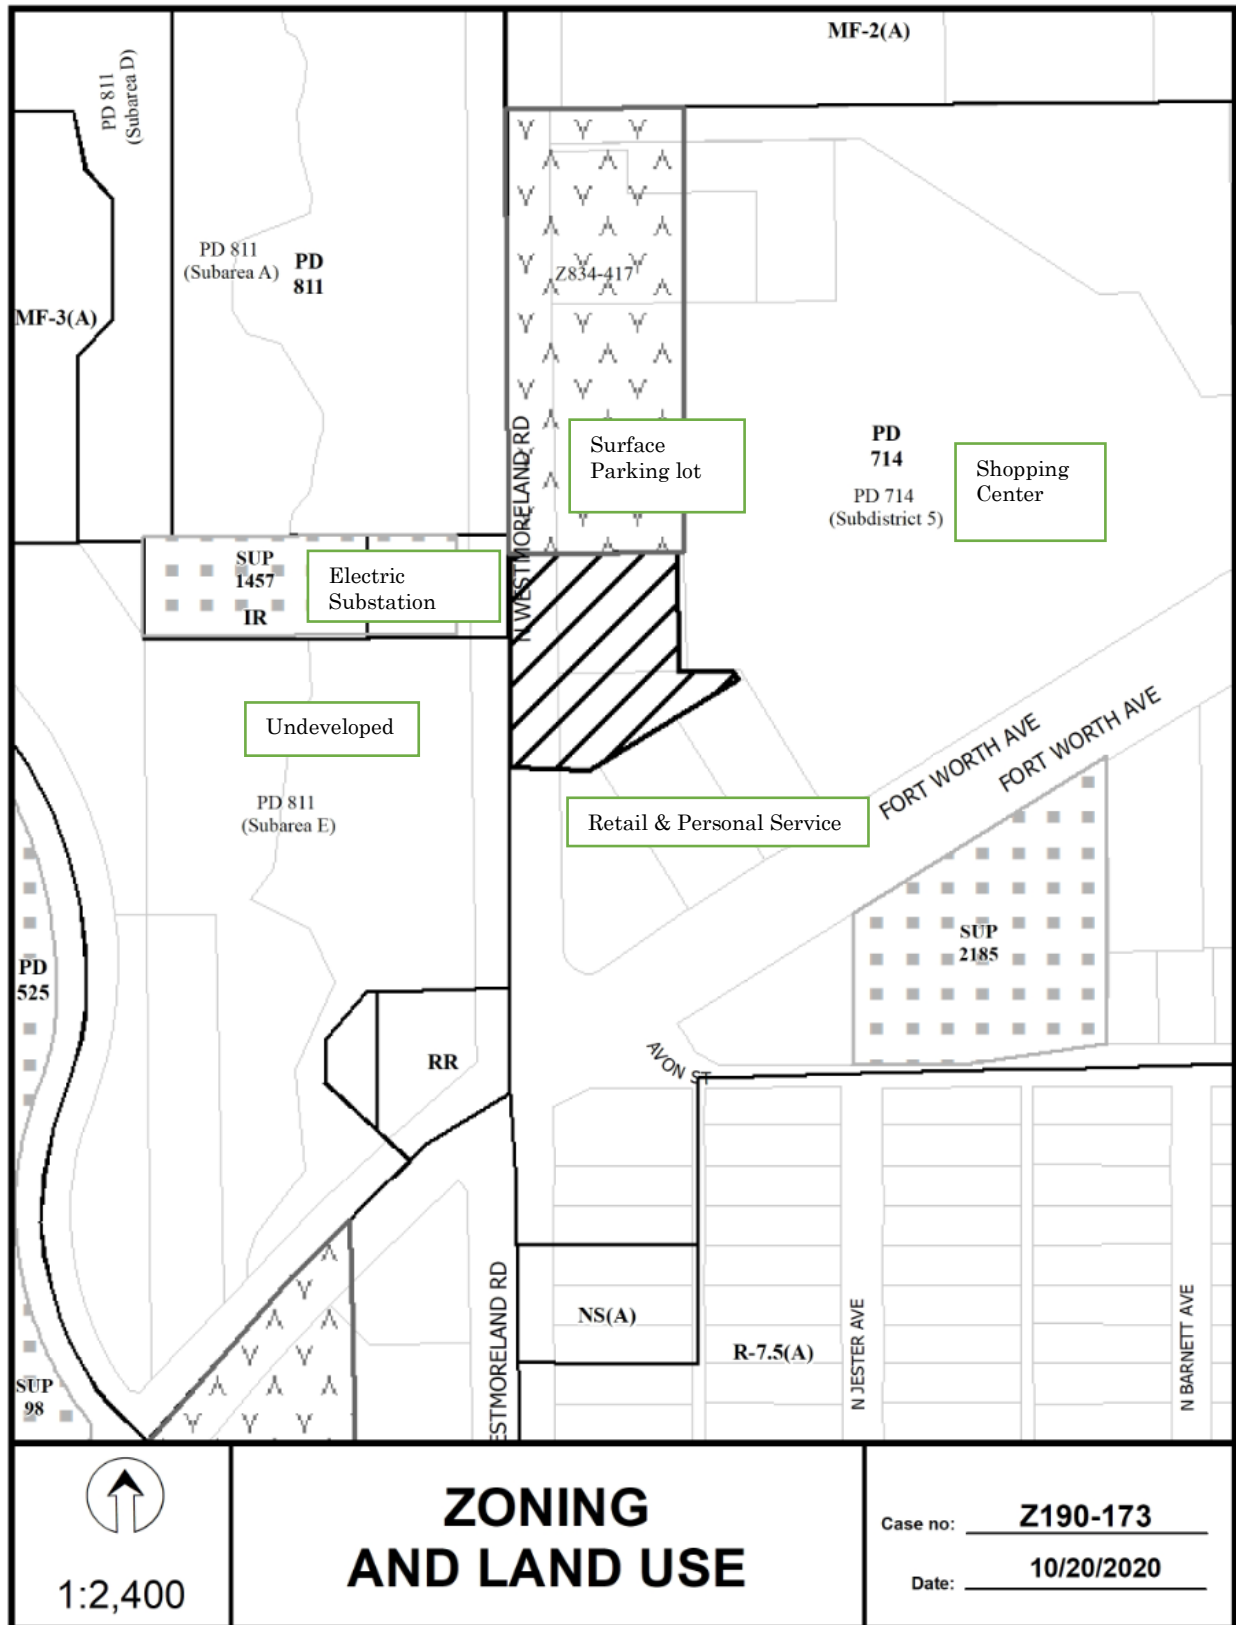 MF-2(A)
PD 811
(Subarea D)
PD 811
(Subarea A)
PD
811
Z834-417
MF-3(A)
N WESTMORELAND RD
Surface
Parking lot
PD
714
PD 714
(Subdistrict 5)
Shopping
Center
SUP
1457
IR
Electric
Substation
Undeveloped
PD 811
(Subarea E)
FORT WORTH AVE
FORT WORTH AVE
Retail & Personal Service
SUP
2185
PD
525
RR
AVON ST
NS(A)
R-7.5(A)
ESTMORELAND RD
N JESTER AVE
N BARNETT AVE
SUP
98
1:2,400
ZONING
AND LAND USE
Case no: Z190-173
Date: 10/20/2020